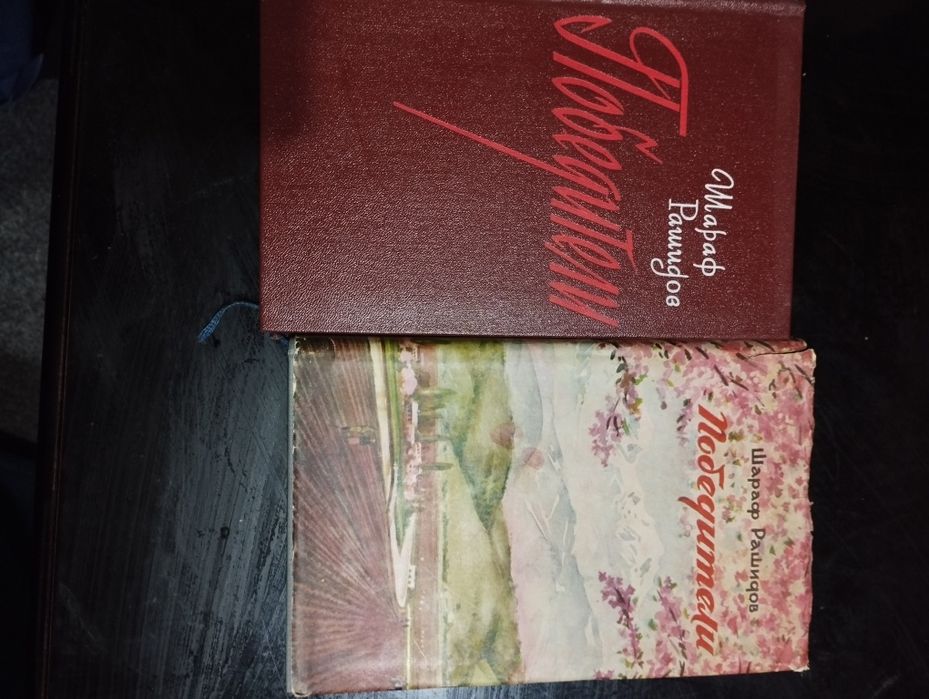 Шараф
Рашидов
Победители
Шараф Рашидов
Победители